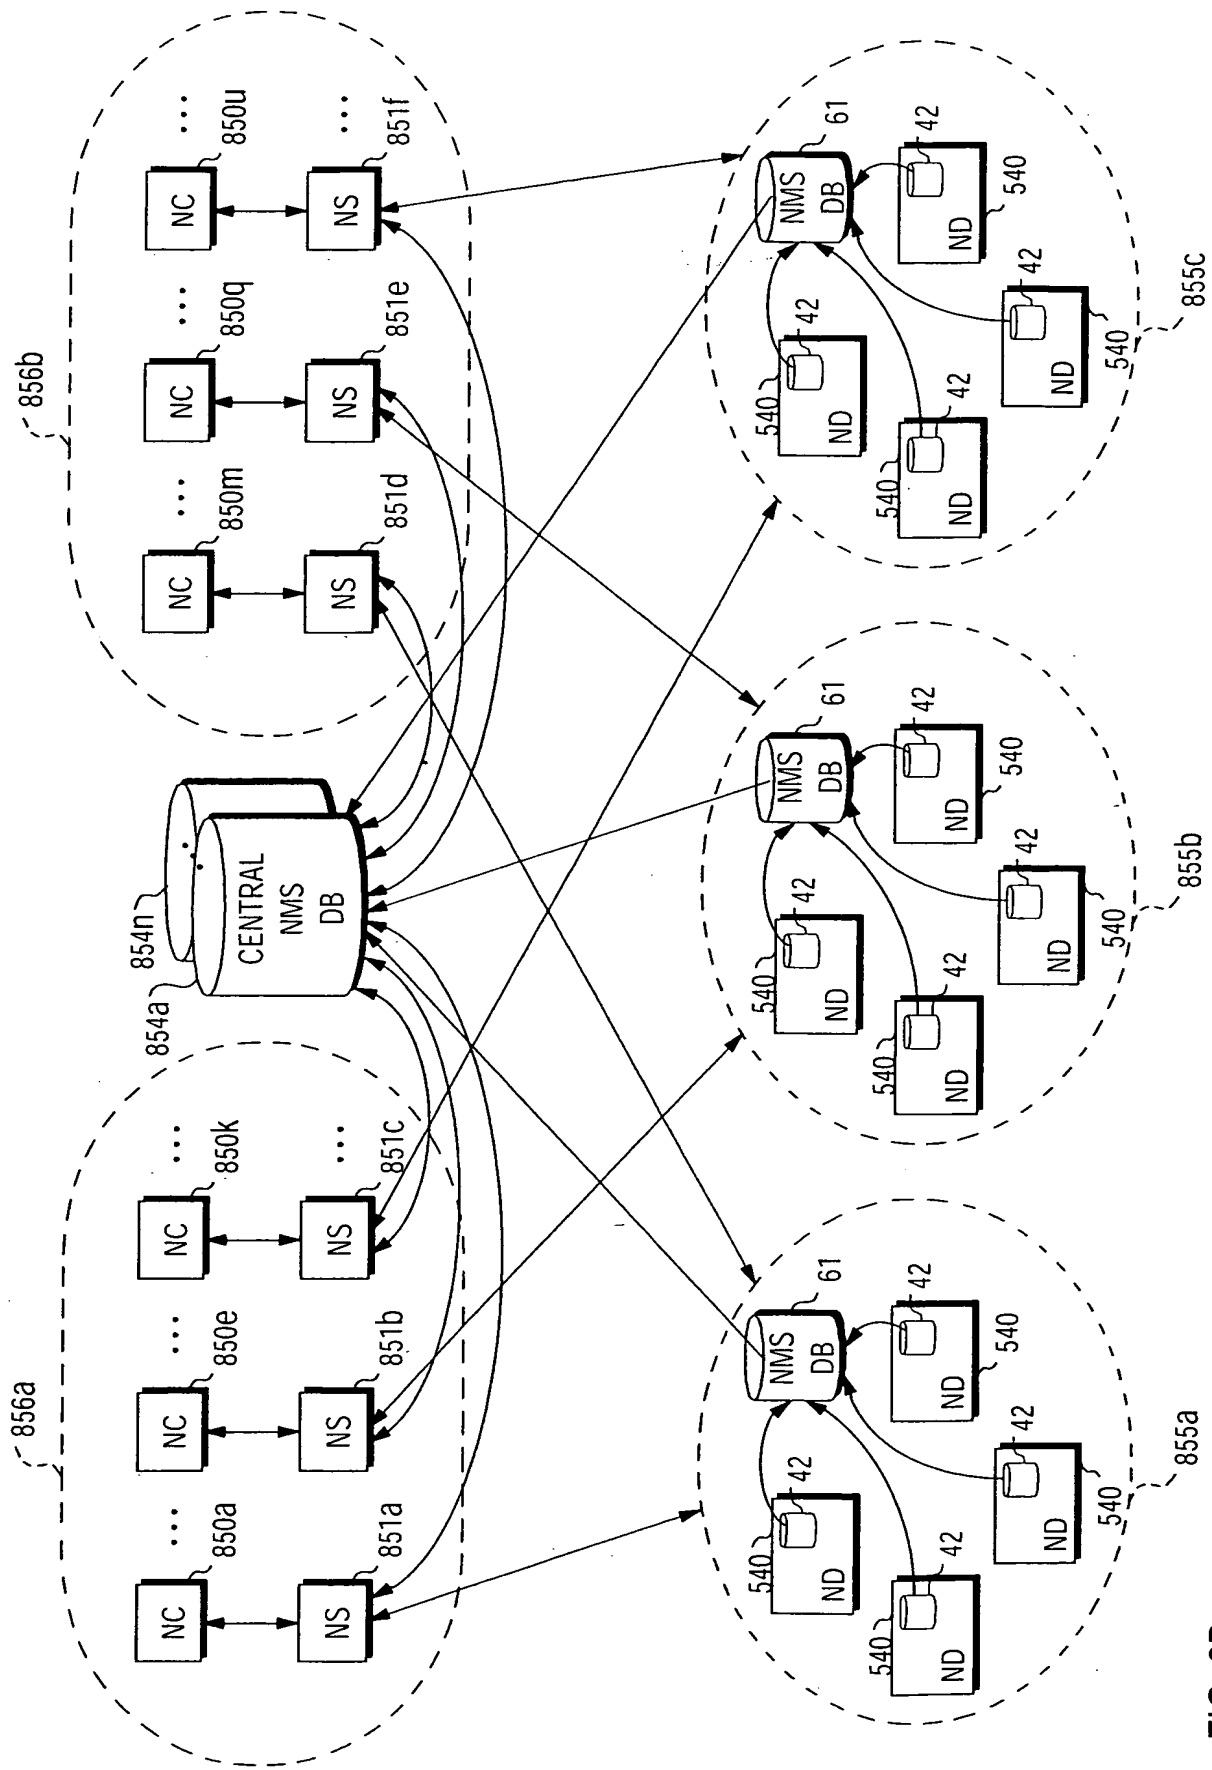 856a
856b
854a
854n
NC
850a
...
NC
850e
...
NC
850k
...
NC
850m
...
NC
850q
...
NC
850u
...
NS
851a
NS
851b
NS
851c
...
NS
851d
NS
851e
NS
851f
...
CENTRAL
NMS
DB
NMS
DB
61
540
42
ND
540
42
ND
540
42
ND
42
540
ND
855a
NMS
DB
61
540
42
ND
540
42
ND
540
42
ND
42
540
ND
855b
NMS
DB
61
540
42
ND
540
42
ND
540
42
ND
42
540
ND
855c